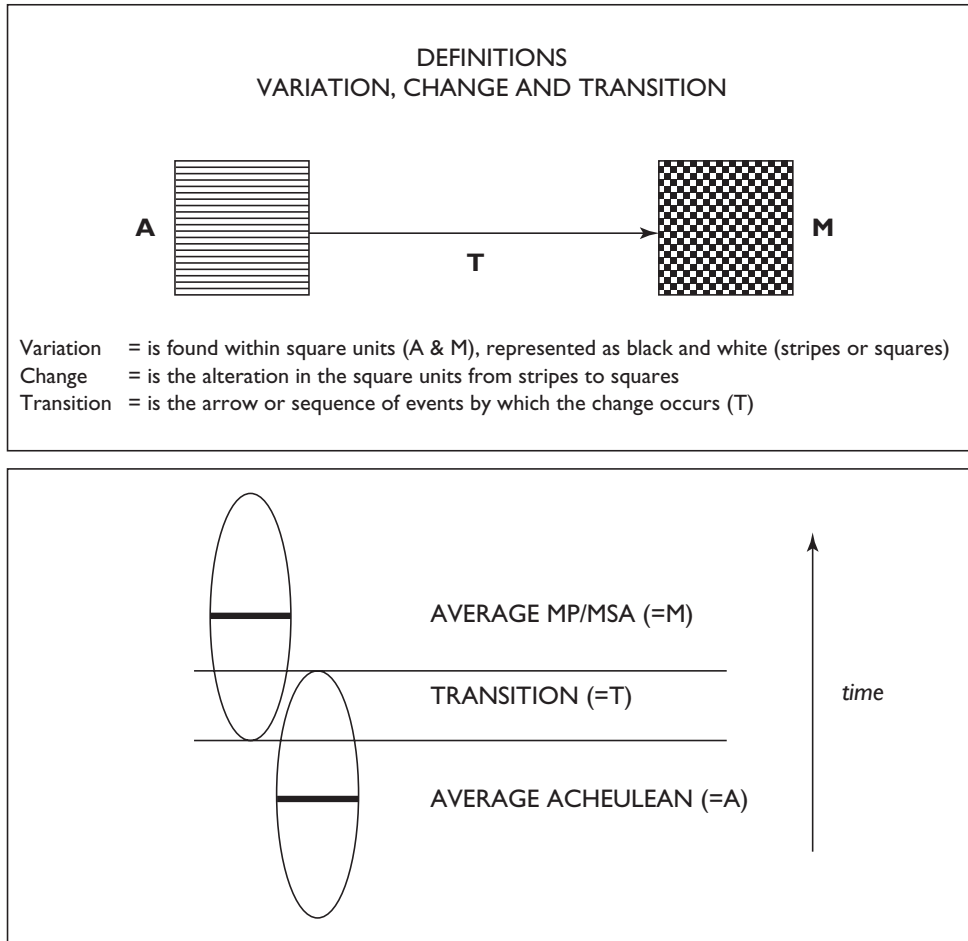 DEFINITIONS
VARIATION, CHANGE AND TRANSITION
A
M
T
Variation = is found within square units (A & M), represented as black and white (stripes or squares)
Change = is the alteration in the square units from stripes to squares
Transition = is the arrow or sequence of events by which the change occurs (T)
AVERAGE MP/MSA (=M)
TRANSITION (=T)
time
AVERAGE ACHEULEAN (=A)